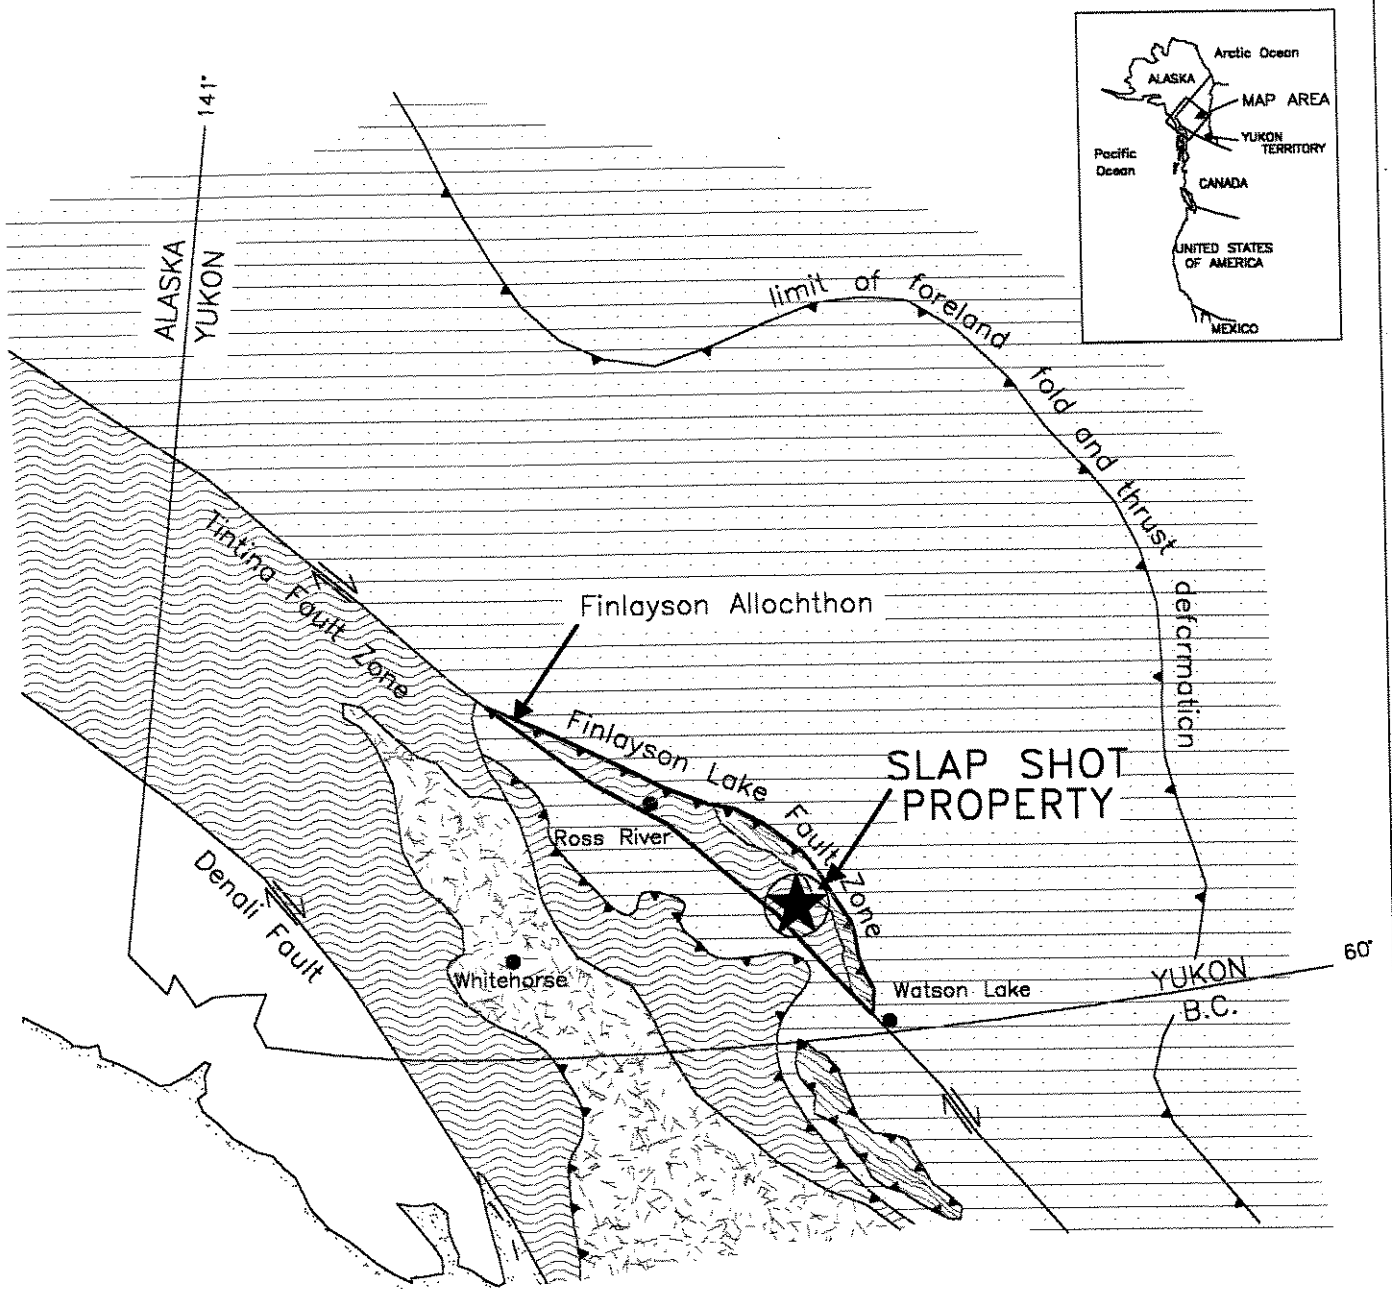 Arctic Ocean
ALASKA
MAP AREA
YUKON
TERRITORY
Pacific
Ocean
CANADA
UNITED STATES
OF AMERICA
MEXICO
141°
ALASKA
YUKON
limit of foreland fold and thrust deformation
Tintina Fault Zone
Finlayson Allochthon
Finlayson Lake Fault Zone
SLAP SHOT
PROPERTY
Ross River
Denali Fault
Whitehorse
Watson Lake
60°
YUKON
B.C.